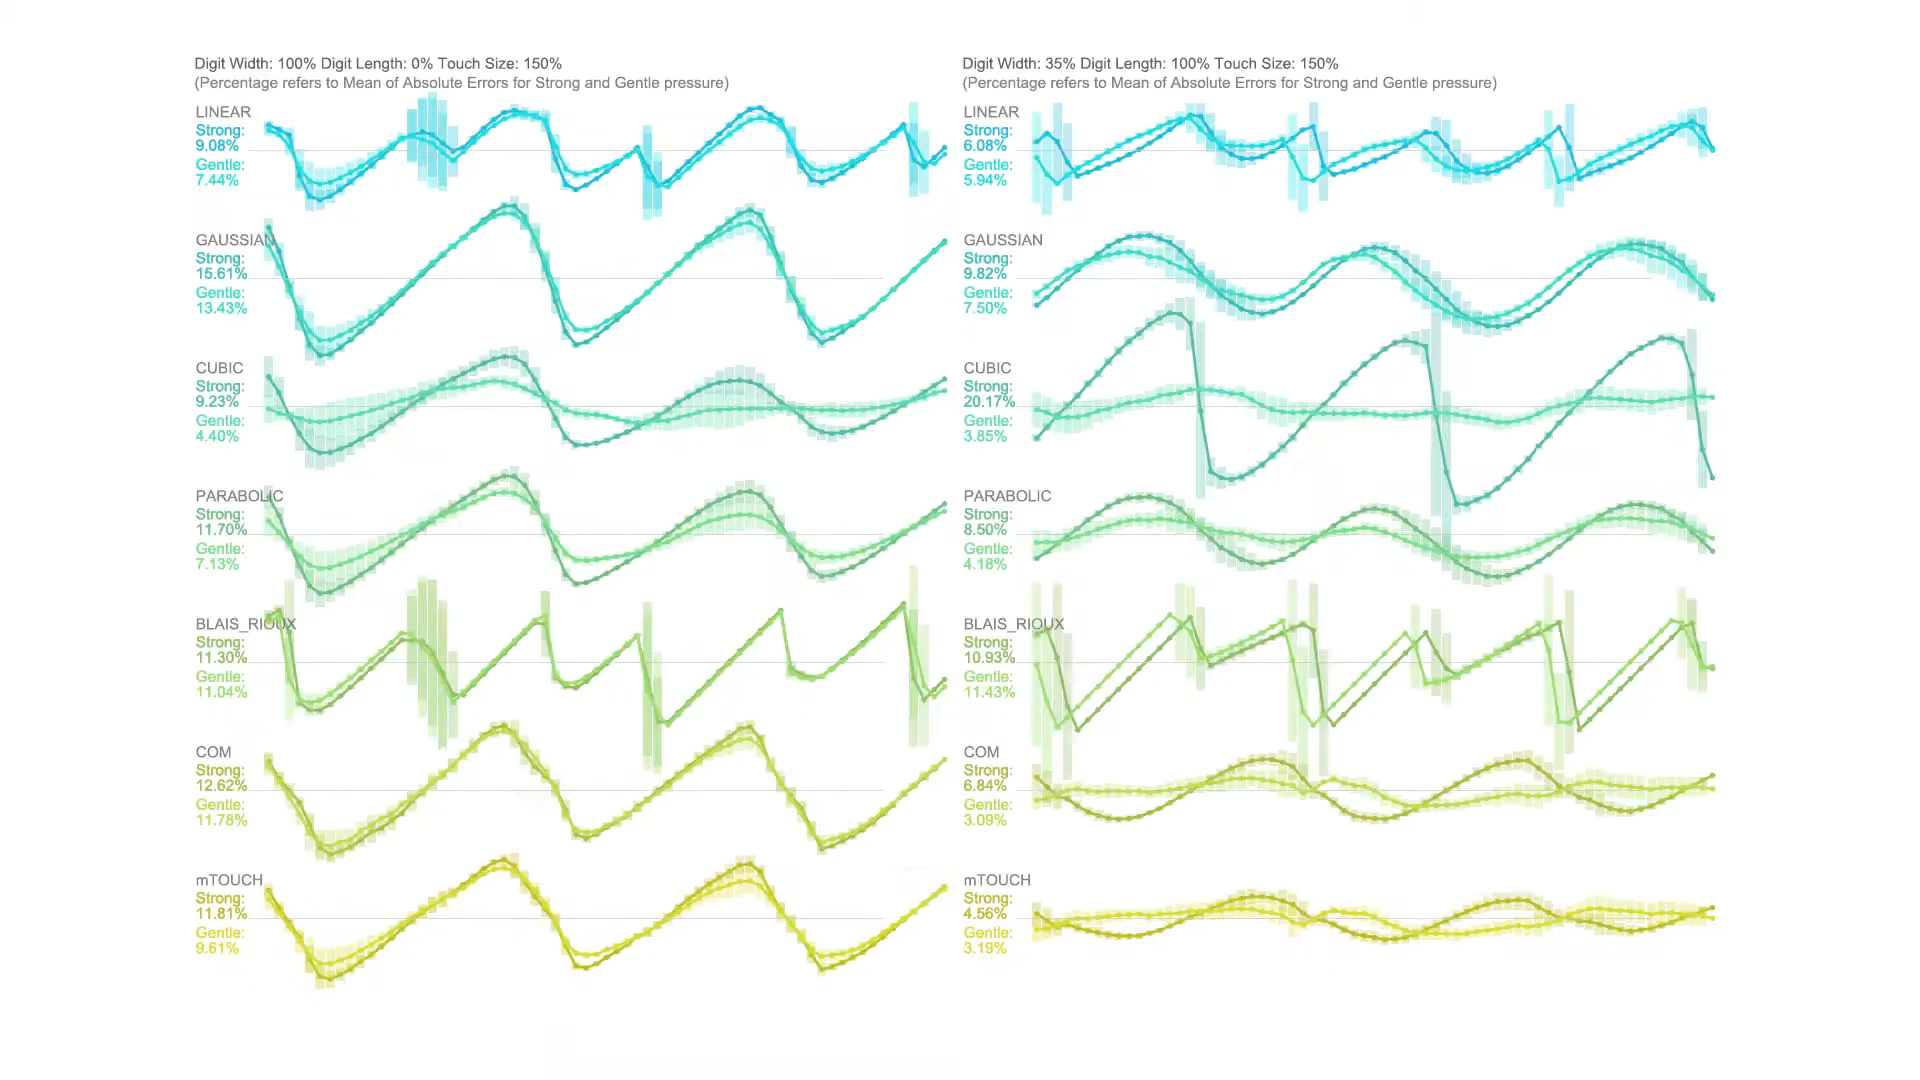 Digit Width: 100% Digit Length: 0% Touch Size: 150%
(Percentage refers to Mean of Absolute Errors for Strong and Gentle pressure)
LINEAR
Strong:
9.08%
Gentle:
7.44%
GAUSSIAN
Strong:
15.61%
Gentle:
13.43%
CUBIC
Strong:
9.23%
Gentle:
4.40%
PARABOLIC
Strong:
11.70%
Gentle:
7.13%
BLAIS_RIOUX
Strong:
11.30%
Gentle:
11.04%
COM
Strong:
12.62%
Gentle:
11.78%
mTOUCH
Strong:
11.81%
Gentle:
9.61%
Digit Width: 35% Digit Length: 100% Touch Size: 150%
(Percentage refers to Mean of Absolute Errors for Strong and Gentle pressure)
LINEAR
Strong:
6.08%
Gentle:
5.94%
GAUSSIAN
Strong:
9.82%
Gentle:
7.50%
CUBIC
Strong:
20.17%
Gentle:
3.85%
PARABOLIC
Strong:
8.50%
Gentle:
4.18%
BLAIS_RIOUX
Strong:
10.93%
Gentle:
11.43%
COM
Strong:
6.84%
Gentle:
3.09%
mTOUCH
Strong:
4.56%
Gentle:
3.19%